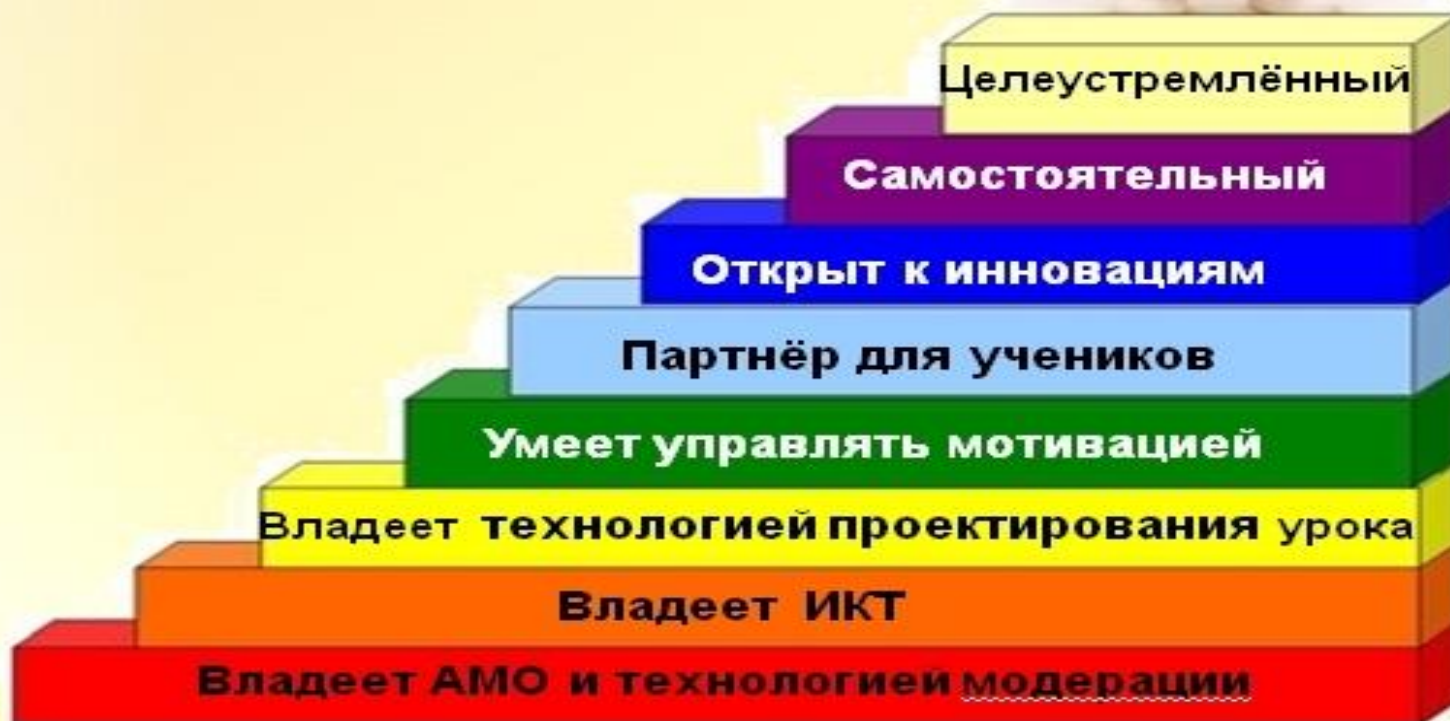 Целеустремлённый
Самостоятельный
Открыт к инновациям
Партнёр для учеников
Умеет управлять мотивацией
Владеет технологией проектирования урока
Владеет ИКТ
Владеет АМО и технологией модерации